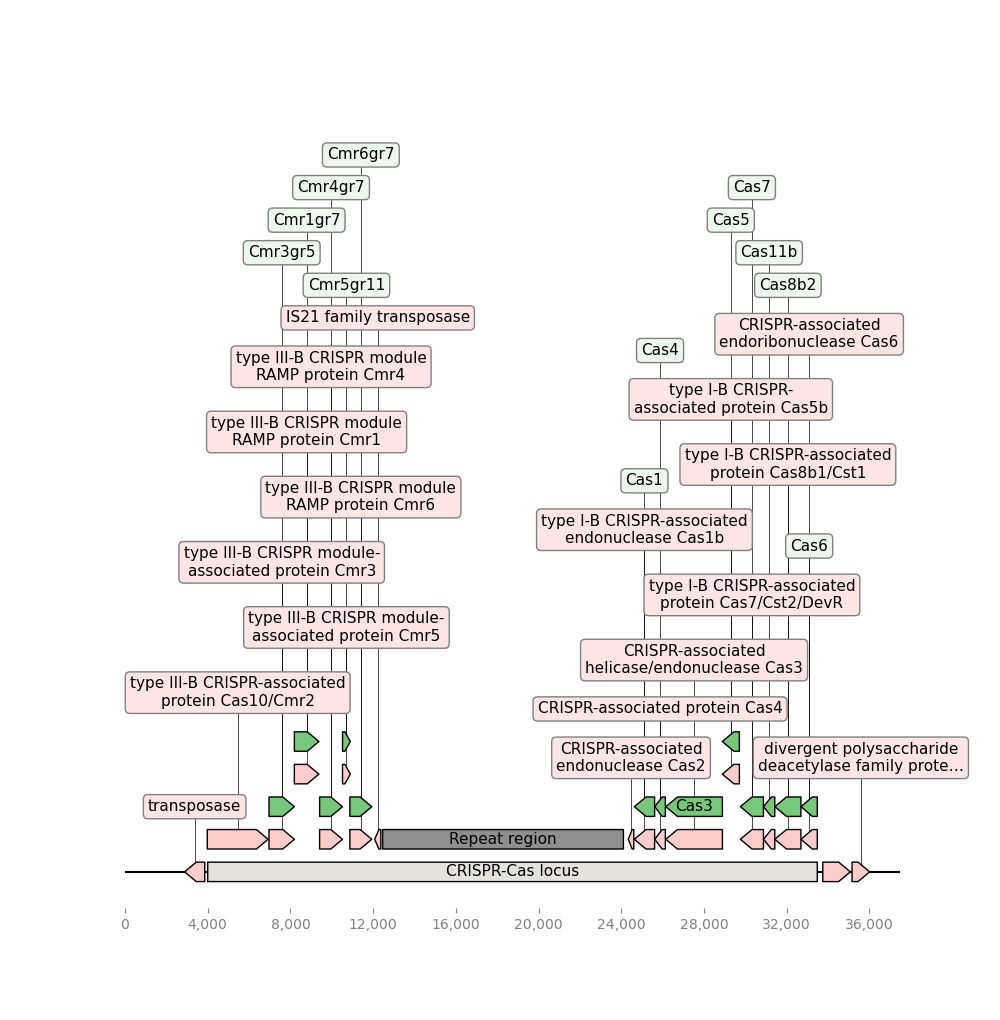 Cmr6gr7
Cmr4gr7
Cas7
Cmr1gr7
Cas5
Cmr3gr5
Cas11b
Cmr5gr11
Cas8b2
IS21 family transposase
CRISPR-associated
endoribonuclease Cas6
Cas4
type III-B CRISPR module
RAMP protein Cmr4
type I-B CRISPR-
associated protein Cas5b
type III-B CRISPR module
RAMP protein Cmr1
type I-B CRISPR-associated
protein Cas8b1/Cst1
Cas1
type III-B CRISPR module
RAMP protein Cmr6
type I-B CRISPR-associated
endonuclease Cas1b
Cas6
type III-B CRISPR module-
associated protein Cmr3
type I-B CRISPR-associated
protein Cas7/Cst2/DevR
type III-B CRISPR module-
associated protein Cmr5
CRISPR-associated
helicase/endonuclease Cas3
type III-B CRISPR-associated
protein Cas10/Cmr2
CRISPR-associated protein Cas4
CRISPR-associated
endonuclease Cas2
divergent polysaccharide
deacetylase family prote…
transposase
Cas3
Repeat region
CRISPR-Cas locus
0
4,000
8,000
12,000
16,000
20,000
24,000
28,000
32,000
36,000